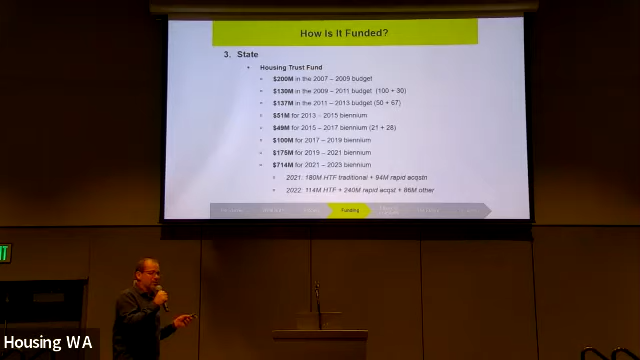 How Is It Funded?
3. State
• Housing Trust Fund
- $200M in the 2007 – 2009 budget
- $130M in the 2009 – 2011 budget (100 + 30)
- $137M in the 2011 – 2013 budget (50 + 67)
- $51M for 2013 – 2015 biennium
- $49M for 2015 – 2017 biennium (21 + 28)
- $100M for 2017 – 2019 biennium
- $175M for 2019 – 2021 biennium
- $714M for 2021 – 2023 biennium
• 2021: 180M HTF traditional + 94M rapid acqstn
• 2022: 114M HTF + 240M rapid acqst + 86M other
Funding
IT
Housing WA